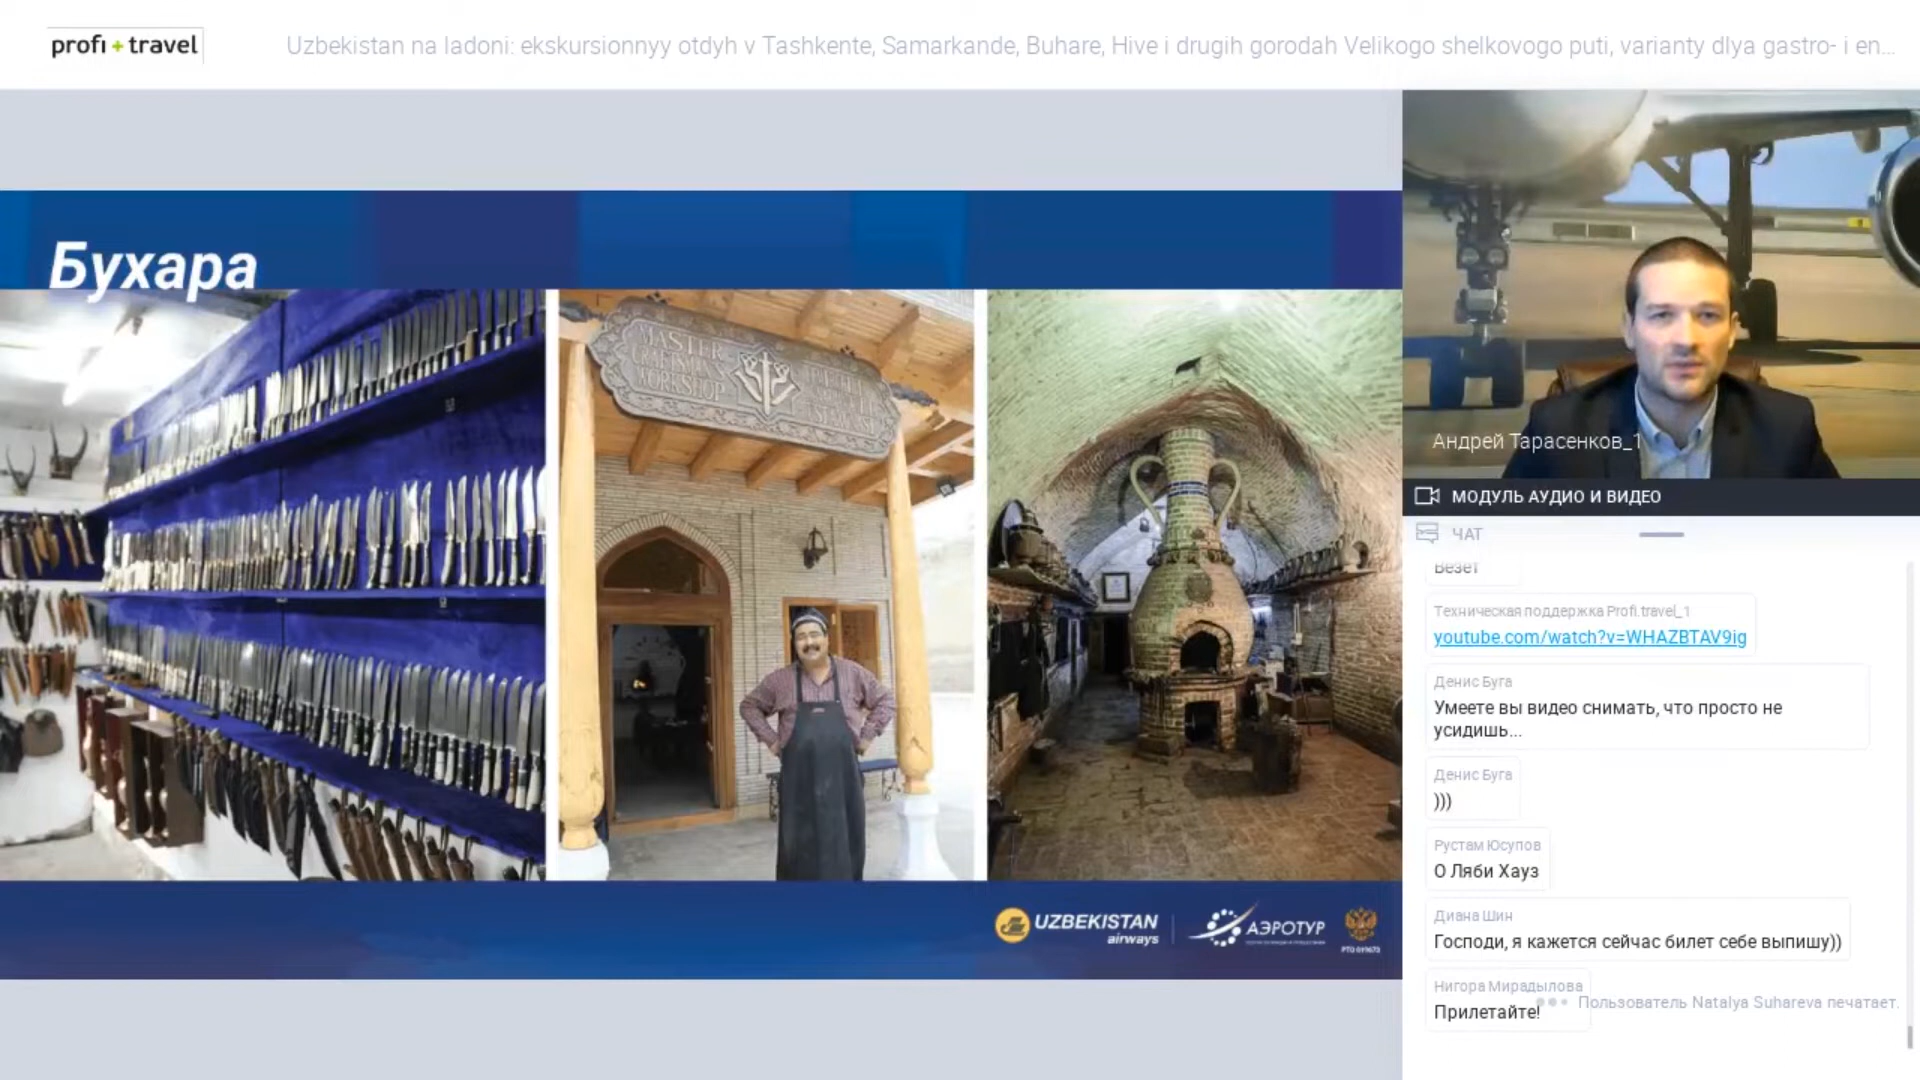 profi + travel
Uzbekistan na ladoni: ekskursionnyy otdyh v Tashkente, Samarkande, Buhare, Hive i drugih gorodah Velikogo shelkovogo puti, varianty dlya gastro- i en...
Бухара
MASTER
CRAFTSMAN
WORKSHOP
UZBEKISTAN
airways
АЭРОТУР
РТО 019673
Андрей Тарасенков_1
МОДУЛЬ АУДИО И ВИДЕО
ЧАТ
Везет
Техническая поддержка Profi.travel_1
youtube.com/watch?v=WHAZBTAV9ig
Денис Буга
Умеете вы видео снимать, что просто не
усидишь...
Денис Буга
)))
Рустам Юсупов
О Ляби Хауз
Диана Шин
Господи, я кажется сейчас билет себе выпишу))
Нигора Мирадылова
Прилетайте!
Пользователь Natalya Suhareva печатает.